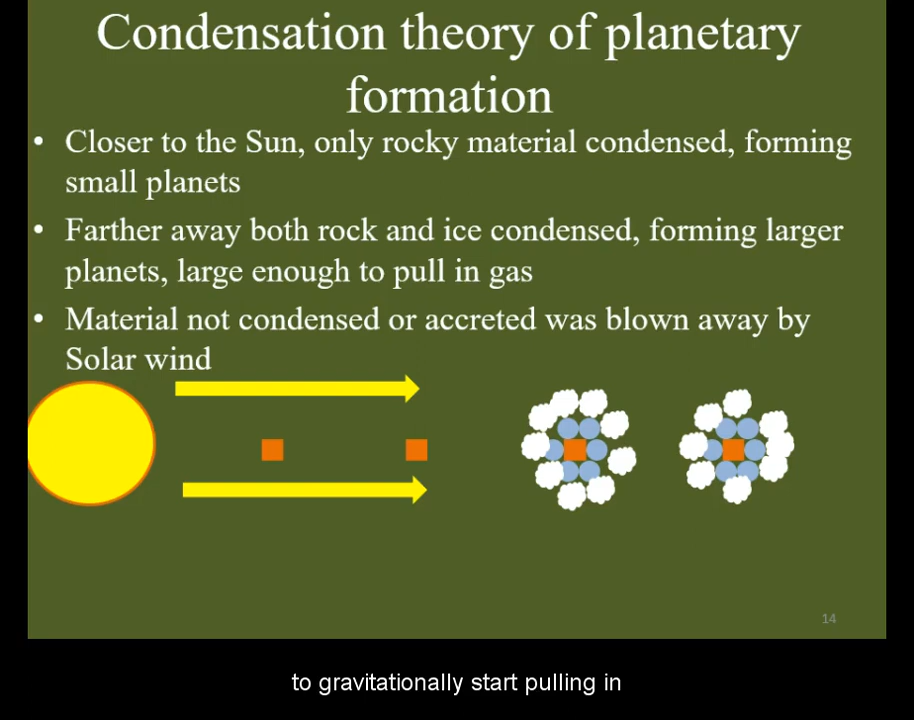 Condensation theory of planetary
formation
• Closer to the Sun, only rocky material condensed, forming
small planets
• Farther away both rock and ice condensed, forming larger
planets, large enough to pull in gas
• Material not condensed or accreted was blown away by
Solar wind
14
to gravitationally start pulling in